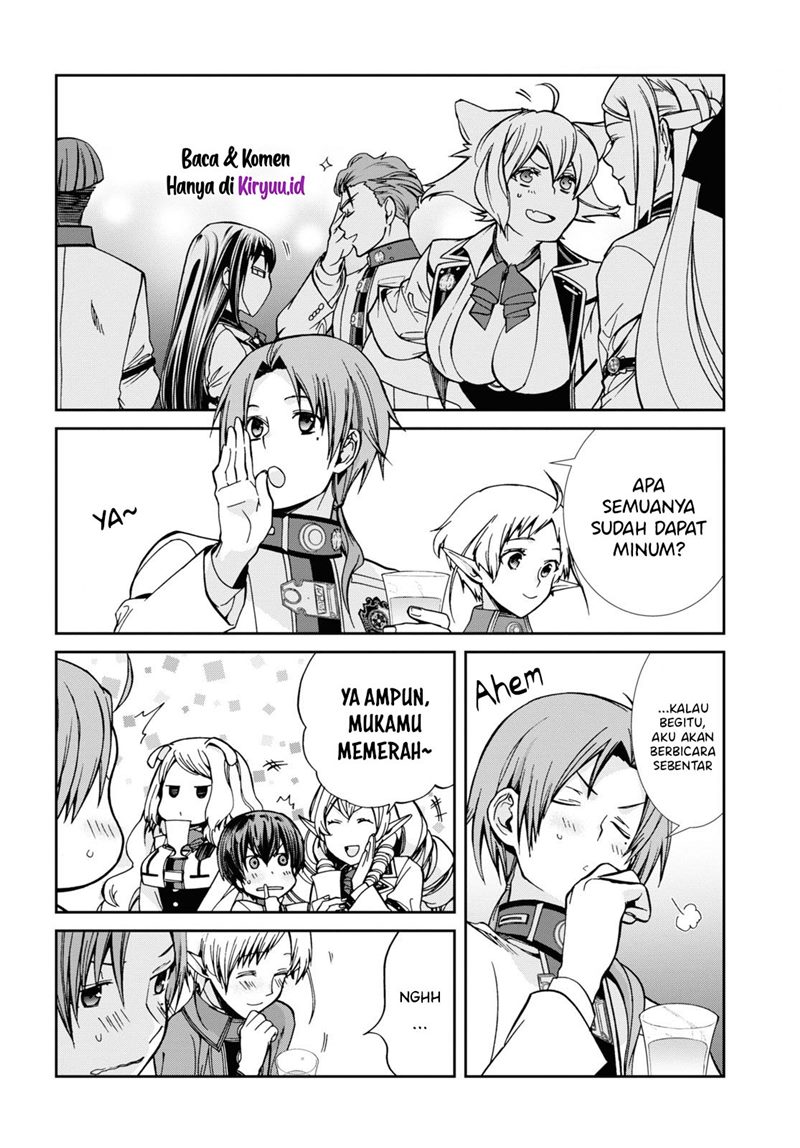 Baca & Komen
Hanya di Kiryuu.id
APA
SEMUANYA
SUDAH DAPAT
MINUM?
YA~
Ahem
...KALAU
BEGITU,
AKU AKAN
BERBICARA
SEBENTAR
YA AMPUN,
MUKAMU
MEMERAH~
NGHH
...